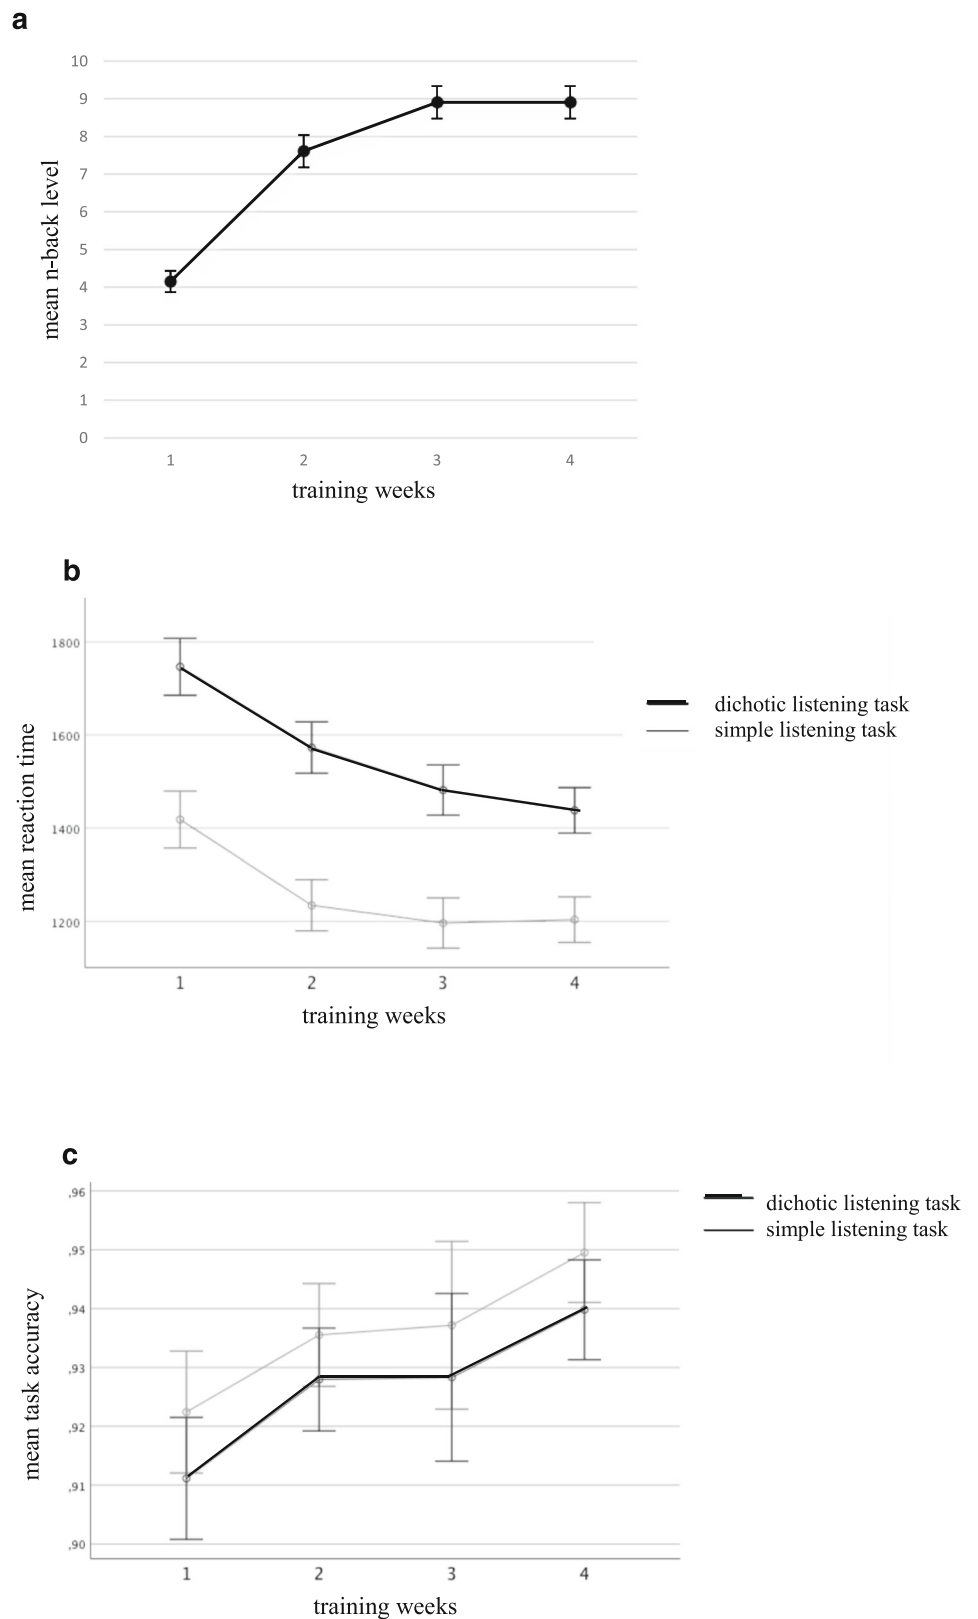 a
10
9
8
7
6
5
4
3
2
1
0
mean n-back level
1 2 3 4
training weeks
b
1800
1600
1400
1200
mean reaction time
1 2 3 4
training weeks
dichotic listening task
simple listening task
c
,96
,95
,94
,93
,92
,91
,90
mean task accuracy
1 2 3 4
training weeks
dichotic listening task
simple listening task